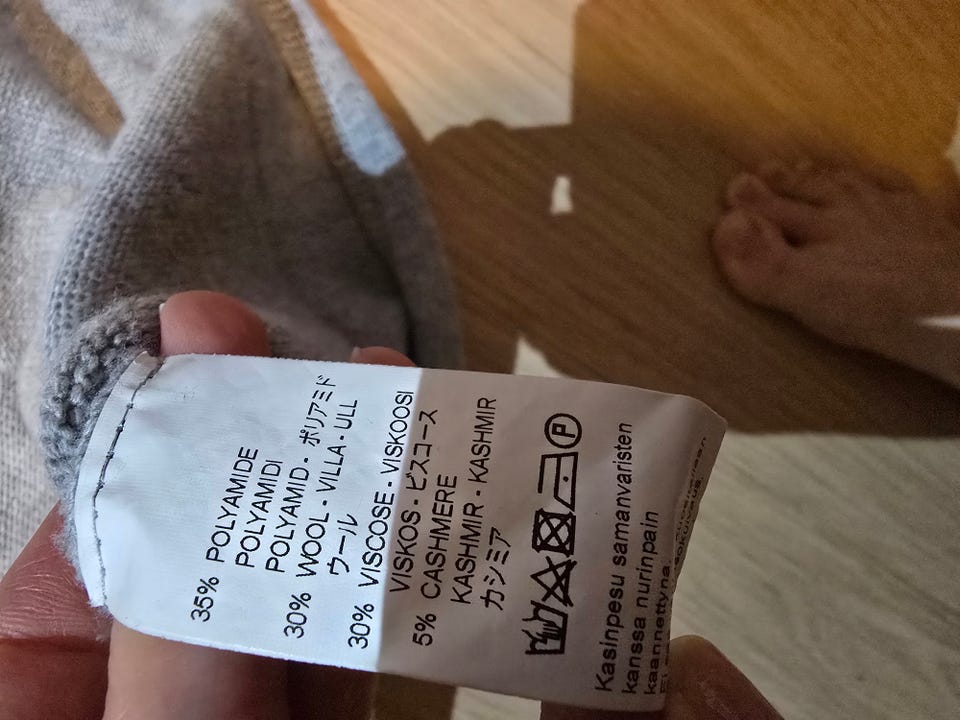 35% POLYAMIDE
POLYAMIDI
POLYAMID - ポリアミド
30% WOOL - VILLA - ULL
ウール
30% VISCOSE - VISKOOSI
VISKOS - ビスコース
5% CASHMERE
KASHMIR - KASHMIR
カシミア
P
Kasinpesu samanvaristen
kanssa nurinpain
kaannettyna.